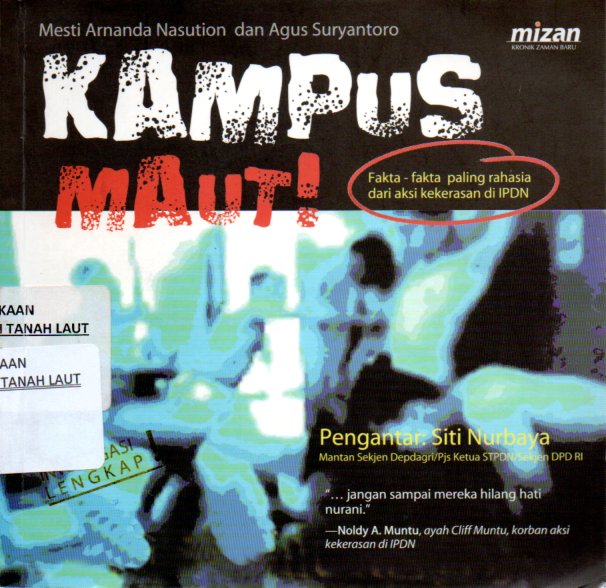 Mesti Arnanda Nasution dan Agus Suryantoro
mizan
KRONIK ZAMAN BARU
KAMPUS
MAUT!
Fakta - fakta paling rahasia
dari aksi kekerasan di IPDN
KAAN
TANAH LAUT
AAN
TANAH LAUT
GASI
LENGKAP
Pengantar: Siti Nurbaya
Mantan Sekjen Depdagri/Pjs Ketua STPDN/Sekjen DPD RI
"... jangan sampai mereka hilang hati
nurani."
—Noldy A. Muntu, ayah Cliff Muntu, korban aksi
kekerasan di IPDN